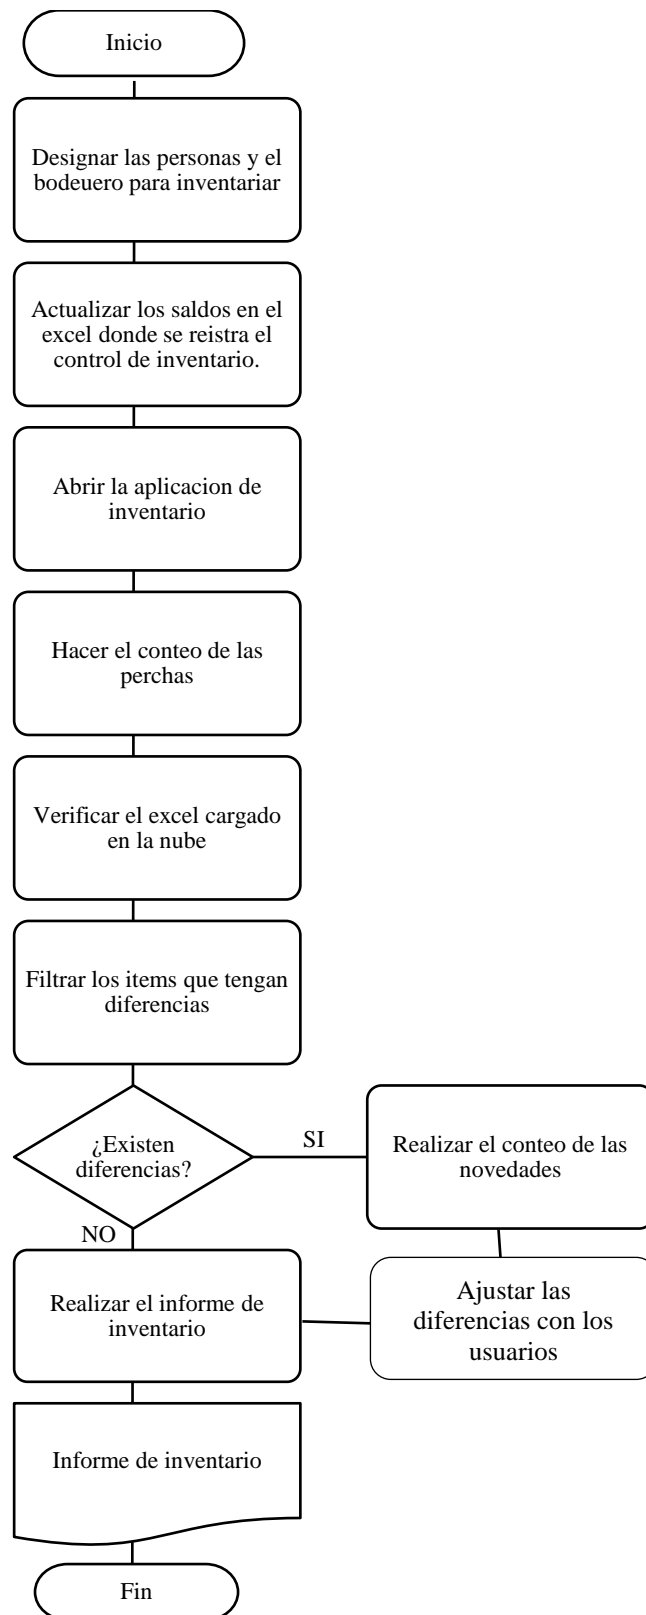 Inicio
Designar las personas y el
bodeuero para inventariar
Actualizar los saldos en el
excel donde se reistra el
control de inventario.
Abrir la aplicacion de
inventario
Hacer el conteo de las
perchas
Verificar el excel cargado
en la nube
Filtrar los items que tengan
diferencias
¿Existen
diferencias?
SI
Realizar el conteo de las
novedades
NO
Ajustar las
diferencias con los
usuarios
Realizar el informe de
inventario
Informe de inventario
Fin